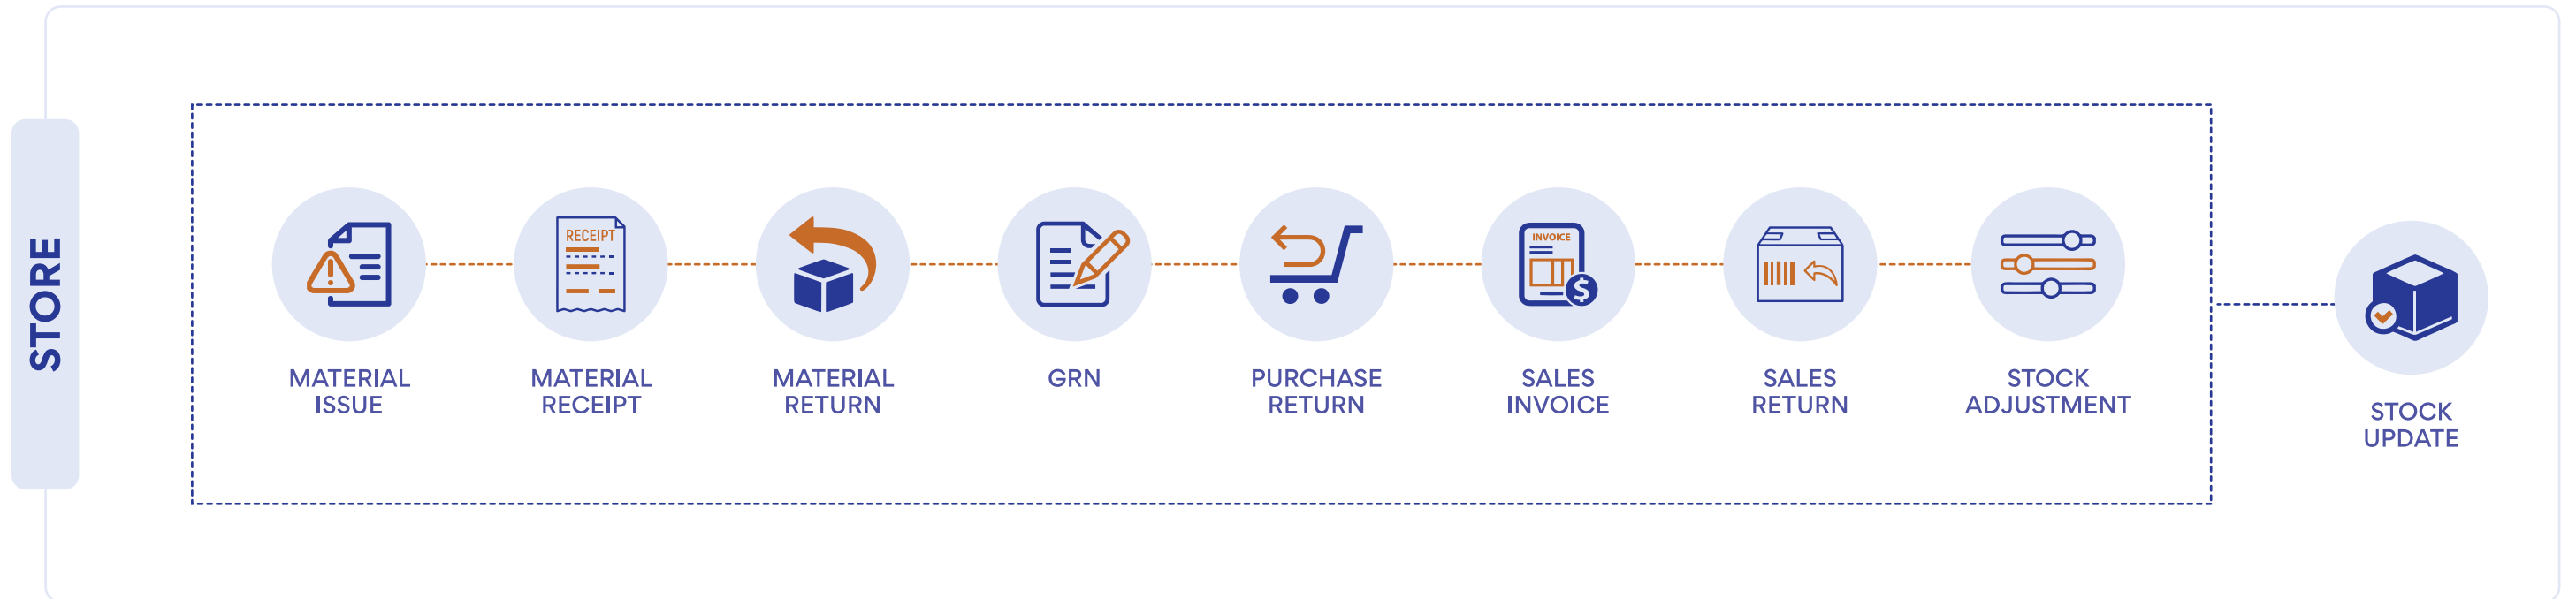 STORE
RECEIPT
INVOICE
$
MATERIAL
ISSUE
MATERIAL
RECEIPT
MATERIAL
RETURN
GRN
PURCHASE
RETURN
SALES
INVOICE
SALES
RETURN
STOCK
ADJUSTMENT
STOCK
UPDATE